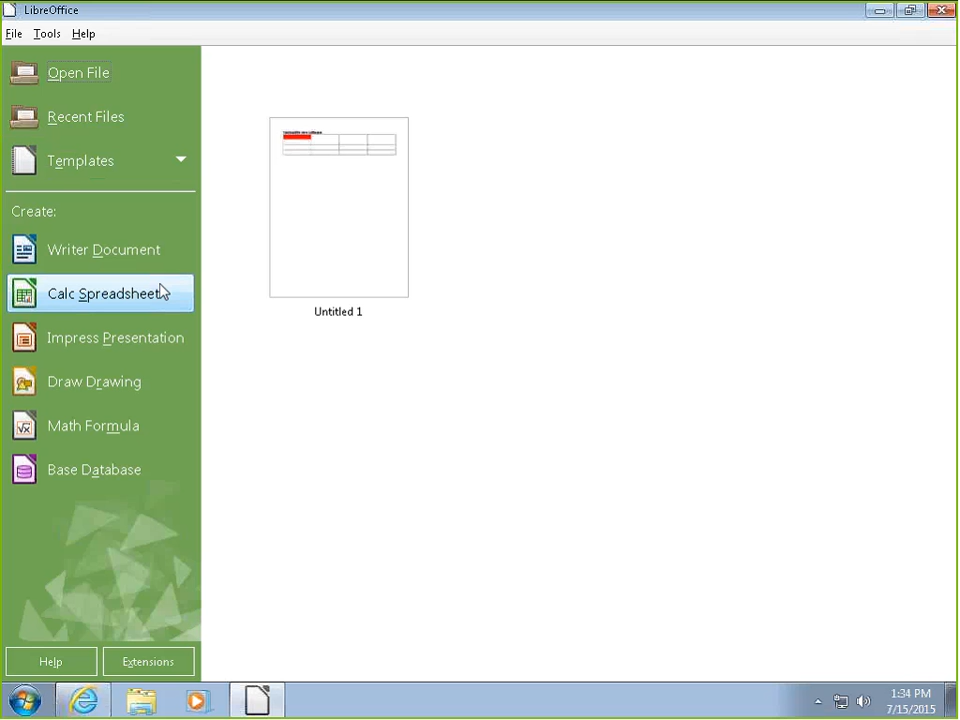 LibreOffice
File Tools Help
Open File
Recent Files
Templates
Create:
Writer Document
Calc Spreadsheet
Impress Presentation
Draw Drawing
Math Formula
Base Database
Untitled 1
Help Extensions
1:34 PM
7/15/2015